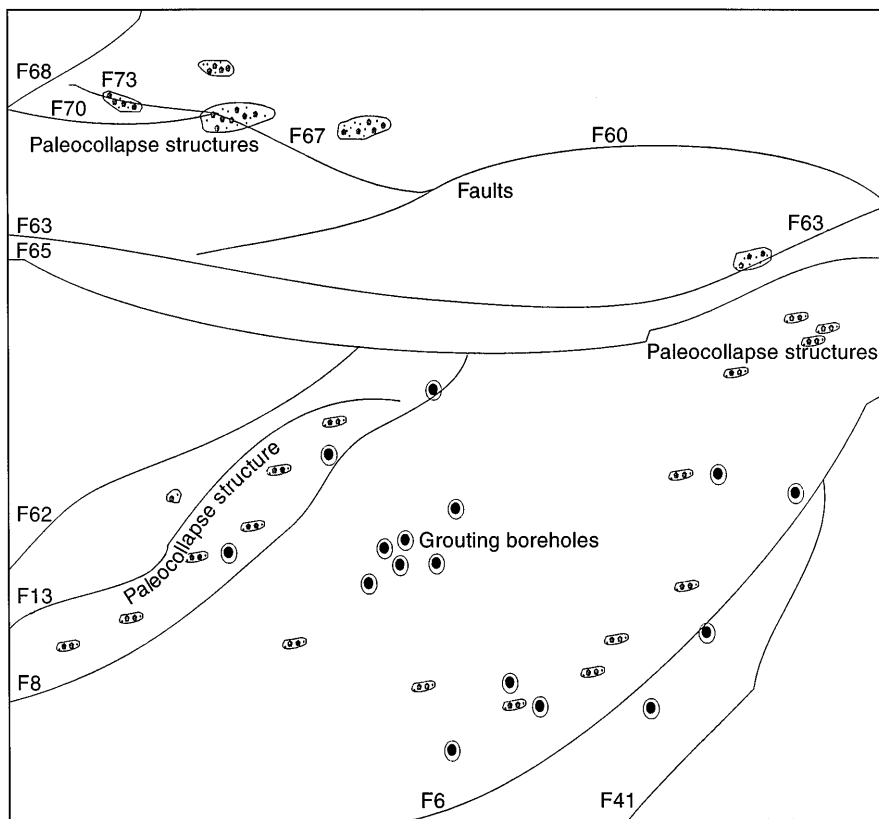 F68
F73
F70
Paleocollapse structures
F67
F60
Faults
F63
F63
F65
Paleocollapse structures
Paleocollapse structure
F62
Grouting boreholes
F13
F8
F6
F41